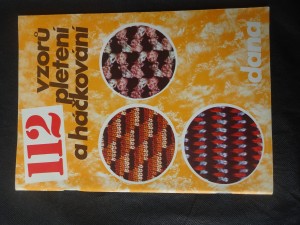 112
vzorů
pletení
a háčkování
dana